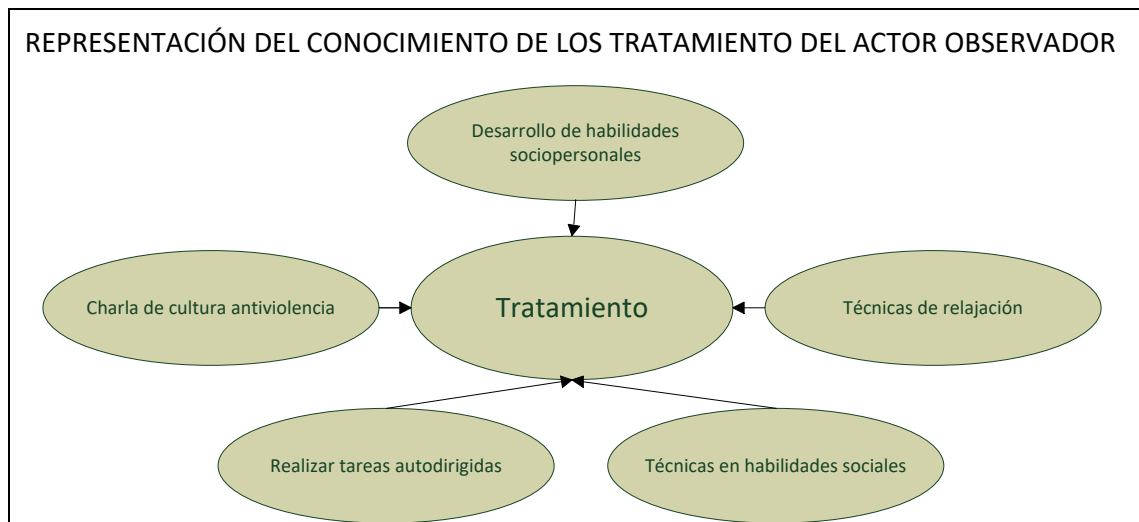 REPRESENTACIÓN DEL CONOCIMIENTO DE LOS TRATAMIENTO DEL ACTOR OBSERVADOR
Desarrollo de habilidades
sociopersonales
Charla de cultura antiviolencia
Tratamiento
Técnicas de relajación
Realizar tareas autodirigidas
Técnicas en habilidades sociales